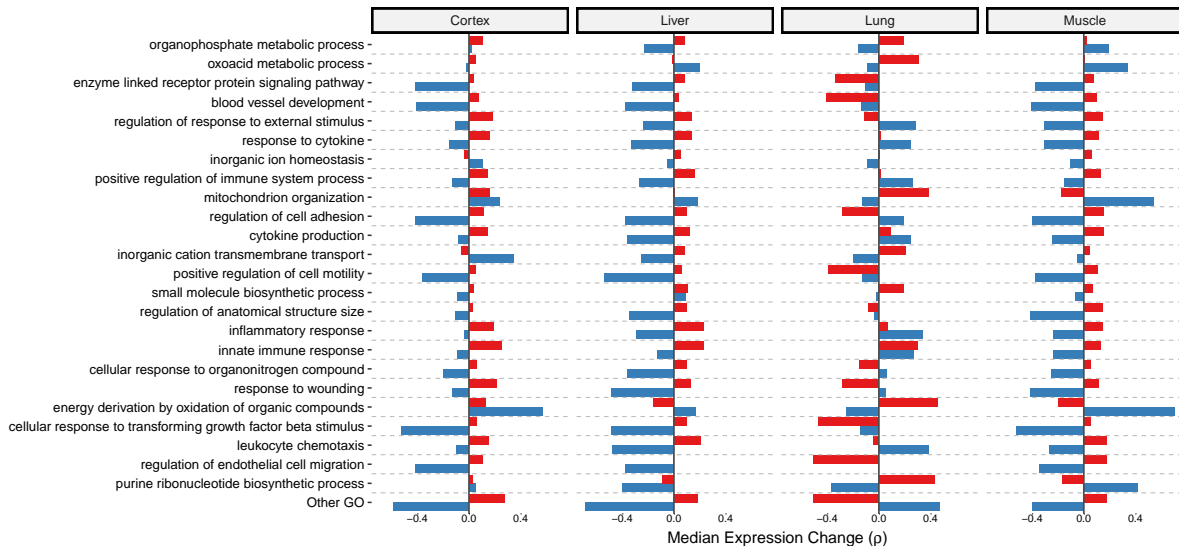 Cortex Liver Lung Muscle
organophosphate metabolic process
oxoacid metabolic process
enzyme linked receptor protein signaling pathway
blood vessel development
regulation of response to external stimulus
response to cytokine
inorganic ion homeostasis
positive regulation of immune system process
mitochondrion organization
regulation of cell adhesion
cytokine production
inorganic cation transmembrane transport
positive regulation of cell motility
small molecule biosynthetic process
regulation of anatomical structure size
inflammatory response
innate immune response
cellular response to organonitrogen compound
response to wounding
energy derivation by oxidation of organic compounds
cellular response to transforming growth factor beta stimulus
leukocyte chemotaxis
regulation of endothelial cell migration
purine ribonucleotide biosynthetic process
Other GO
−0.4 0.0 0.4 −0.4 0.0 0.4 −0.4 0.0 0.4 −0.4 0.0 0.4
Median Expression Change (ρ)